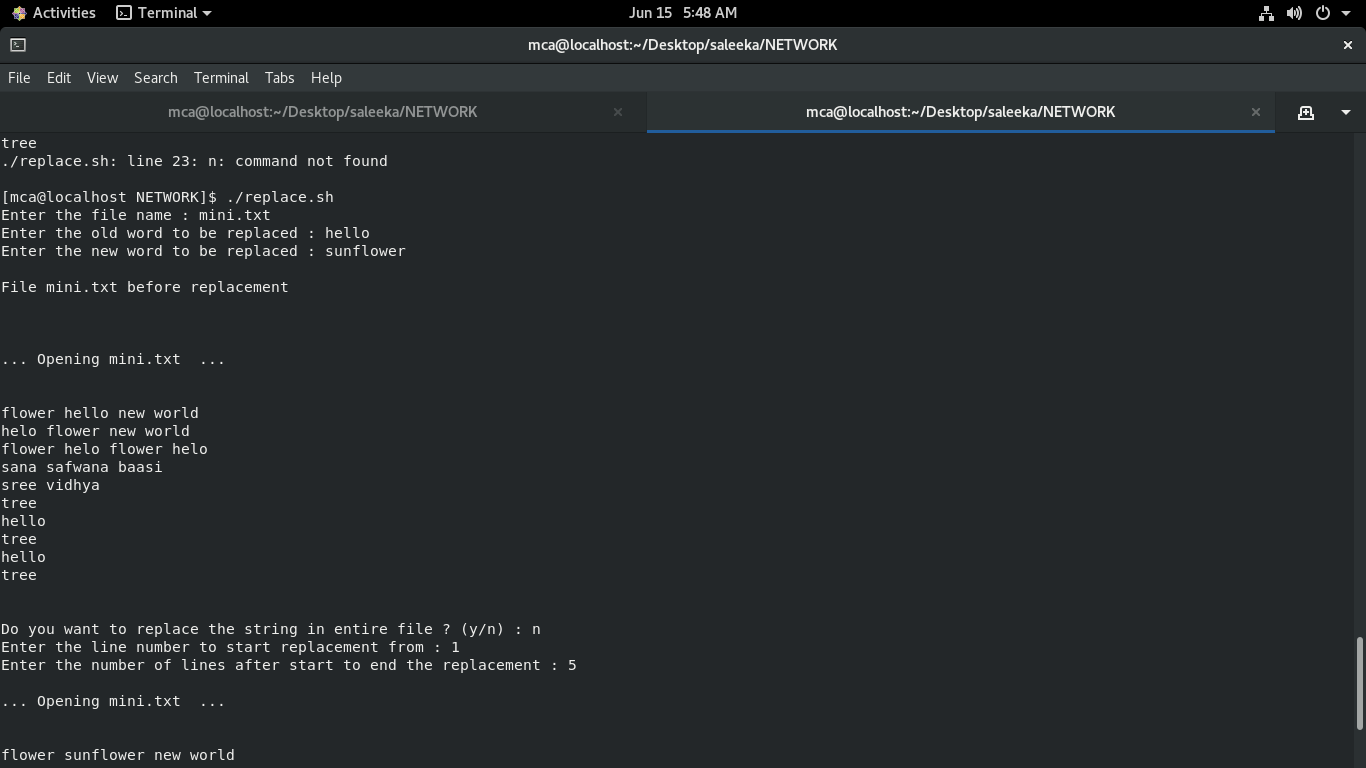 Activities Terminal Jun 15 5:48 AM
mca@localhost:~/Desktop/saleeka/NETWORK
File Edit View Search Terminal Tabs Help
mca@localhost:~/Desktop/saleeka/NETWORK mca@localhost:~/Desktop/saleeka/NETWORK
tree
./replace.sh: line 23: n: command not found
[mca@localhost NETWORK]$ ./replace.sh
Enter the file name : mini.txt
Enter the old word to be replaced : hello
Enter the new word to be replaced : sunflower
File mini.txt before replacement
... Opening mini.txt  ...
flower hello new world
helo flower new world
flower helo flower helo
sana safwana baasi
sree vidhya
tree
hello
tree
hello
tree
Do you want to replace the string in entire file ? (y/n) : n
Enter the line number to start replacement from : 1
Enter the number of lines after start to end the replacement : 5
... Opening mini.txt  ...
flower sunflower new world